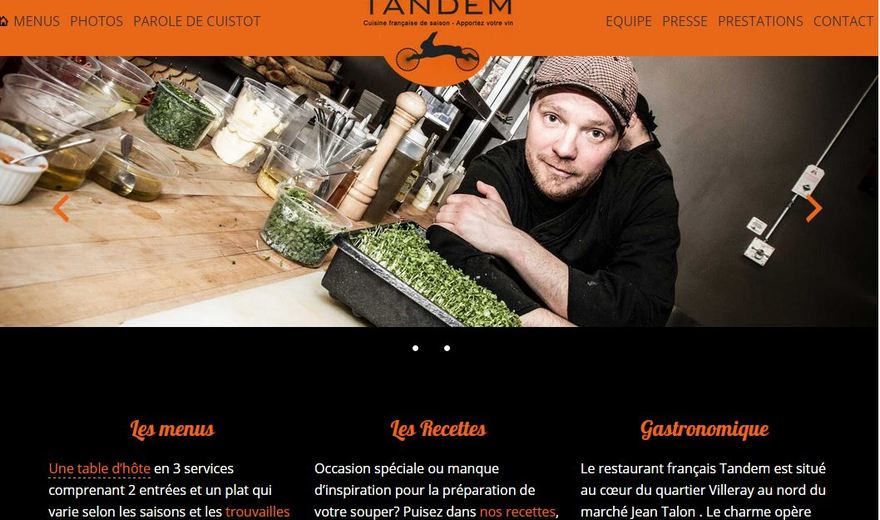 TANDEM
Cuisine française de saison - Apportez votre vin
MENUS PHOTOS PAROLE DE CUISTOT
EQUIPE PRESSE PRESTATIONS CONTACT
Les menus
Une table d'hôte en 3 services
comprenant 2 entrées et un plat qui
varie selon les saisons et les trouvailles
Les Recettes
Occasion spéciale ou manque
d'inspiration pour la préparation de
votre souper? Puisez dans nos recettes,
Gastronomique
Le restaurant français Tandem est situé
au cœur du quartier Villeray au nord du
marché Jean Talon . Le charme opère